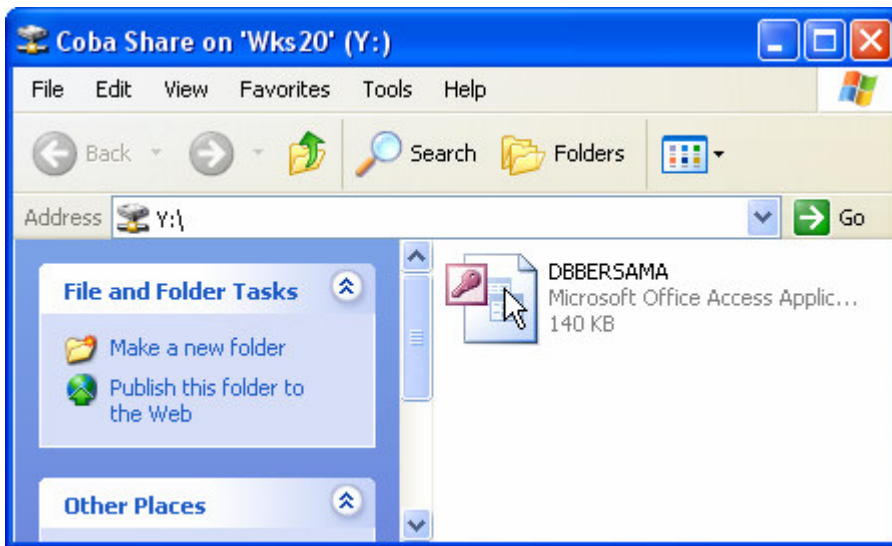 Coba Share on 'Wks20' (Y:)
File Edit View Favorites Tools Help
Back Search Folders
Address Y:\ Go
File and Folder Tasks
Make a new folder
Publish this folder to
the Web
Other Places
DBBERSAMA
Microsoft Office Access Applic...
140 KB